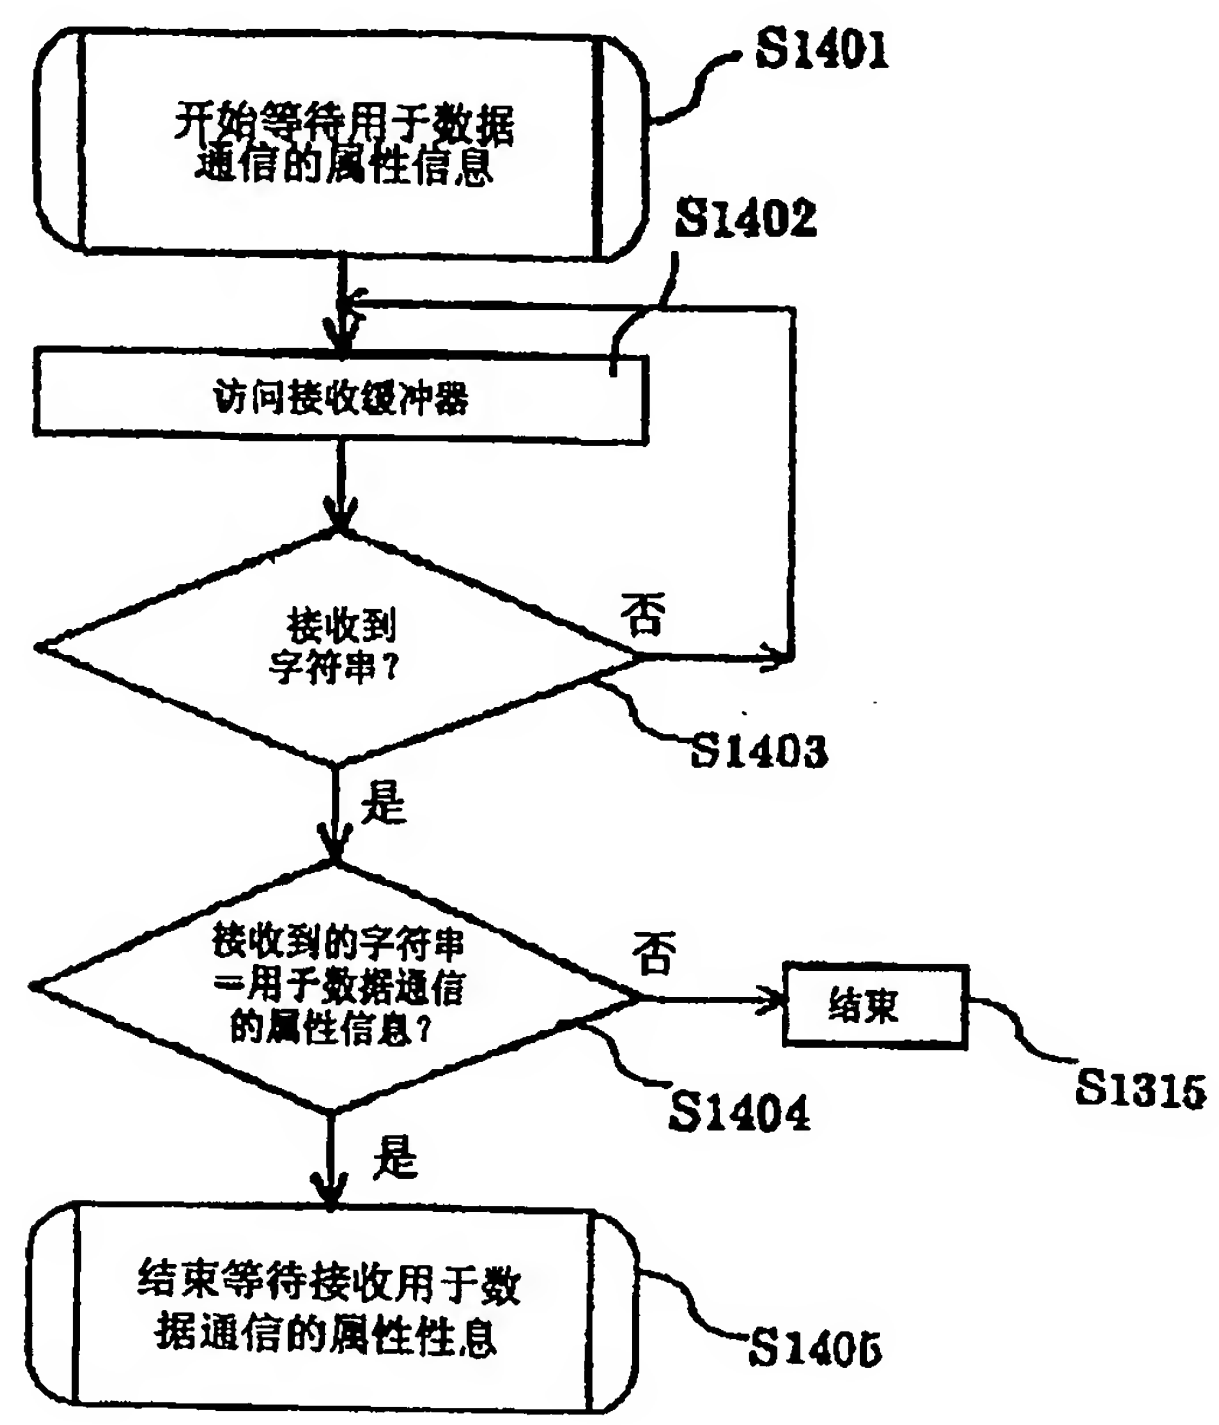 S1401
开始等待用于数据
通信的属性信息
S1402
访问接收缓冲器
接收到
字符串？
否
S1403
是
接收到的字符串
=用于数据通信
的属性信息？
否
结束
S1315
S1404
是
结束等待接收用于数
据通信的属性性息
S1405